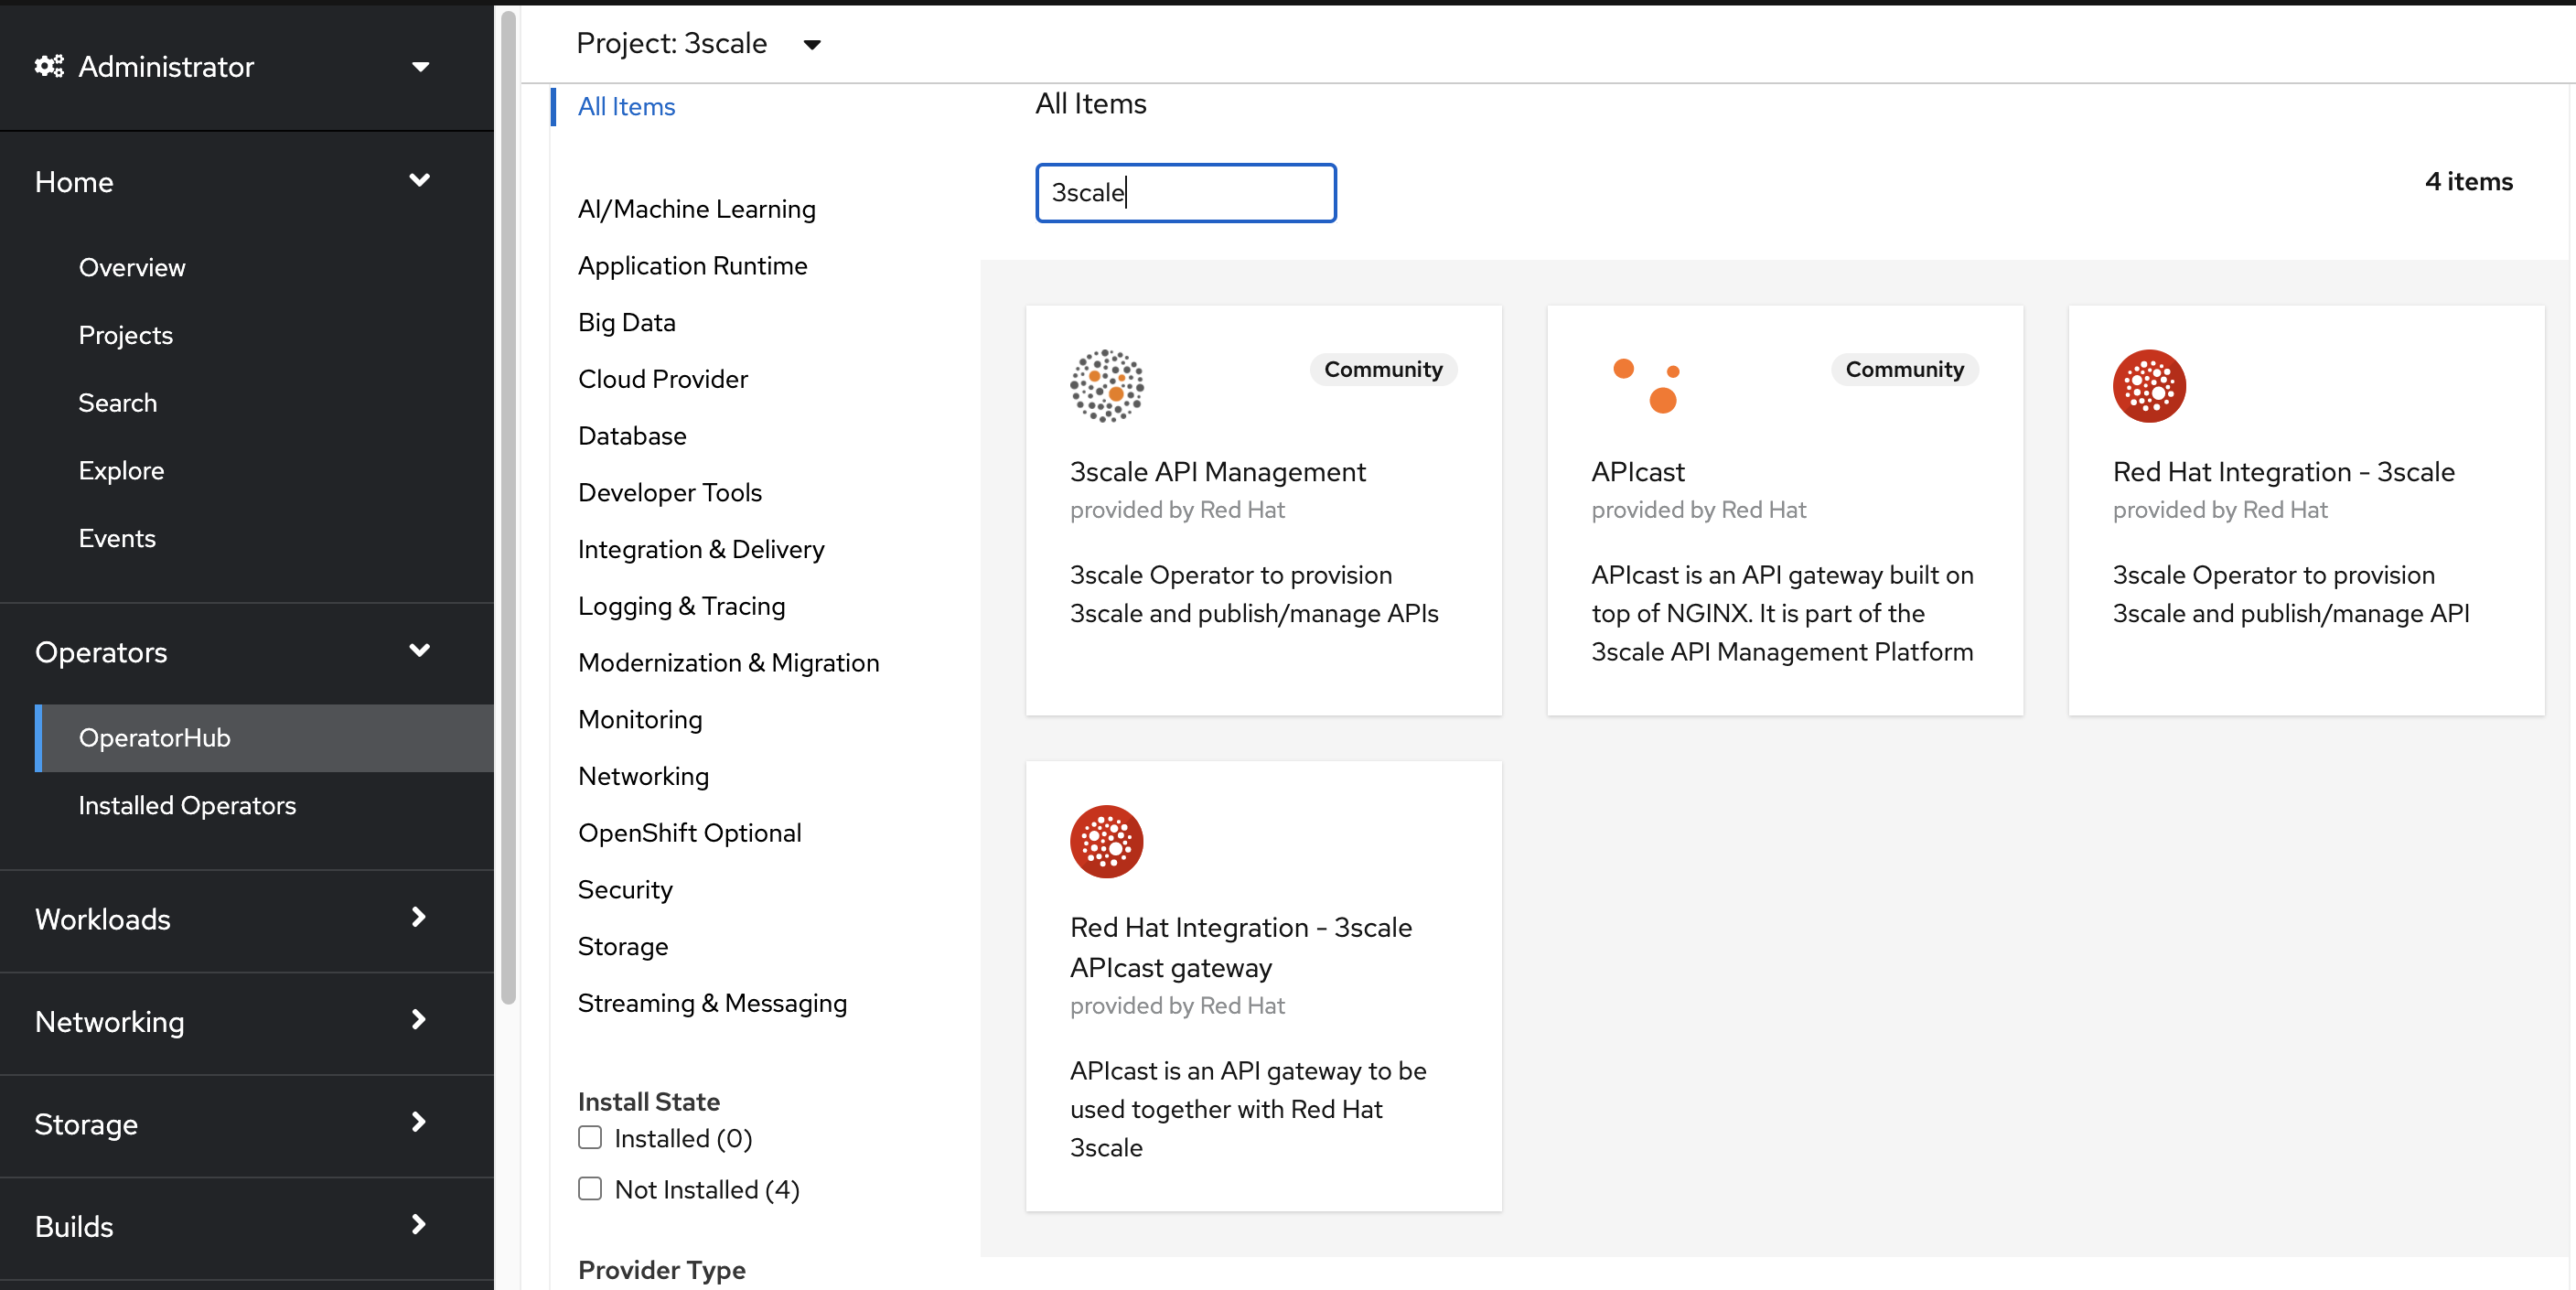 Administrator
Home
Overview
Projects
Search
Explore
Events
Operators
OperatorHub
Installed Operators
Workloads
Networking
Storage
Builds
Project: 3scale
All Items
AI/Machine Learning
Application Runtime
Big Data
Cloud Provider
Database
Developer Tools
Integration & Delivery
Logging & Tracing
Modernization & Migration
Monitoring
Networking
OpenShift Optional
Security
Storage
Streaming & Messaging
Install State
Installed (0)
Not Installed (4)
Provider Type
All Items
3scale
4 items
Community
3scale API Management
provided by Red Hat
3scale Operator to provision
3scale and publish/manage APIs
Community
APIcast
provided by Red Hat
APIcast is an API gateway built on
top of NGINX. It is part of the
3scale API Management Platform
Red Hat Integration - 3scale
provided by Red Hat
3scale Operator to provision
3scale and publish/manage API
Red Hat Integration - 3scale
APIcast gateway
provided by Red Hat
APIcast is an API gateway to be
used together with Red Hat
3scale